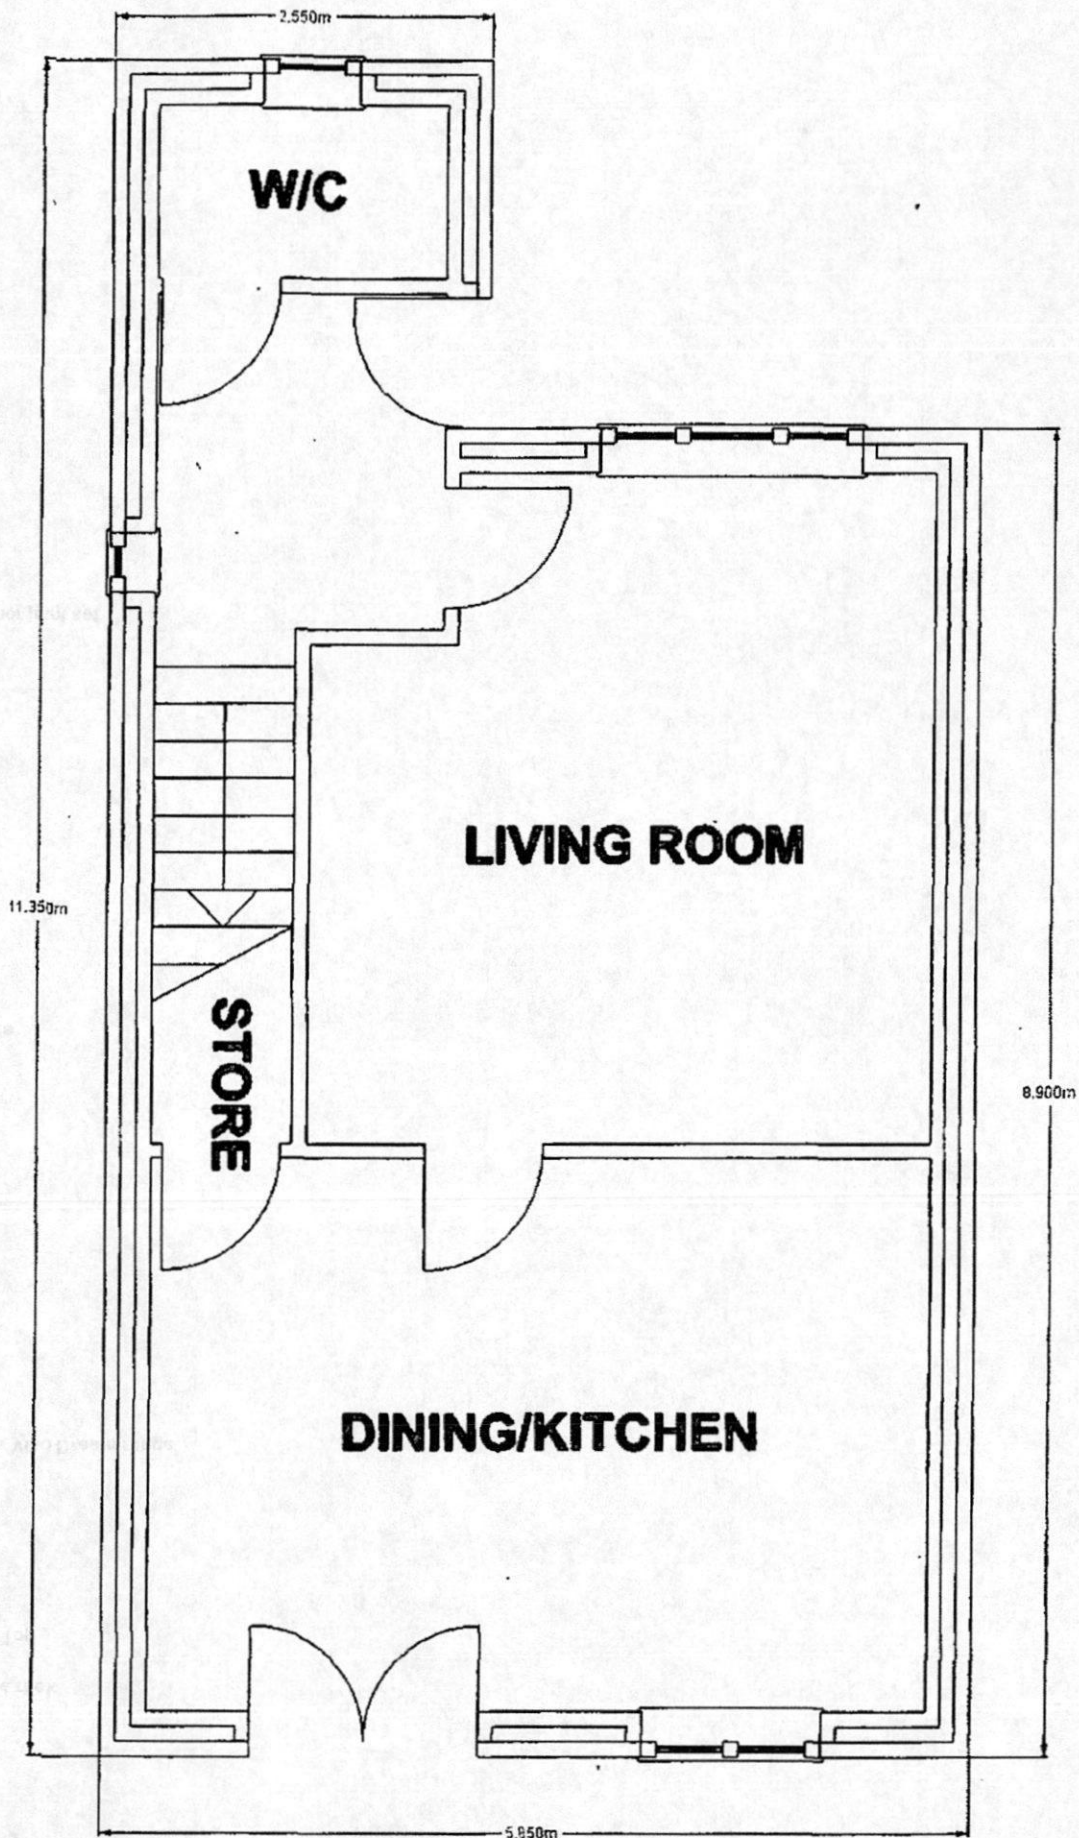 2.550m
W/C
11.350m
LIVING ROOM
STORE
8.900m
DINING/KITCHEN
5.850m